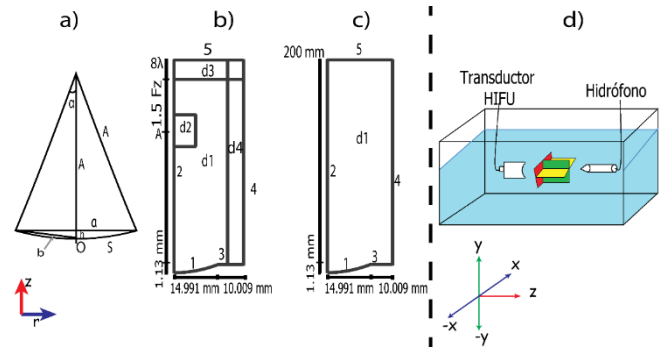 a)
α
A
A
A
a
h
b
O
S
z
r
b)
5
8λ
d3
1.5 Fz
A
d2
d1
d4
2
4
1
3
1.13 mm
14.991 mm
10.009 mm
c)
5
200 mm
d1
2
4
1
3
1.13 mm
14.991 mm
10.009 mm
d)
Transductor
HIFU
Hidrófono
y
x
z
-x
-y